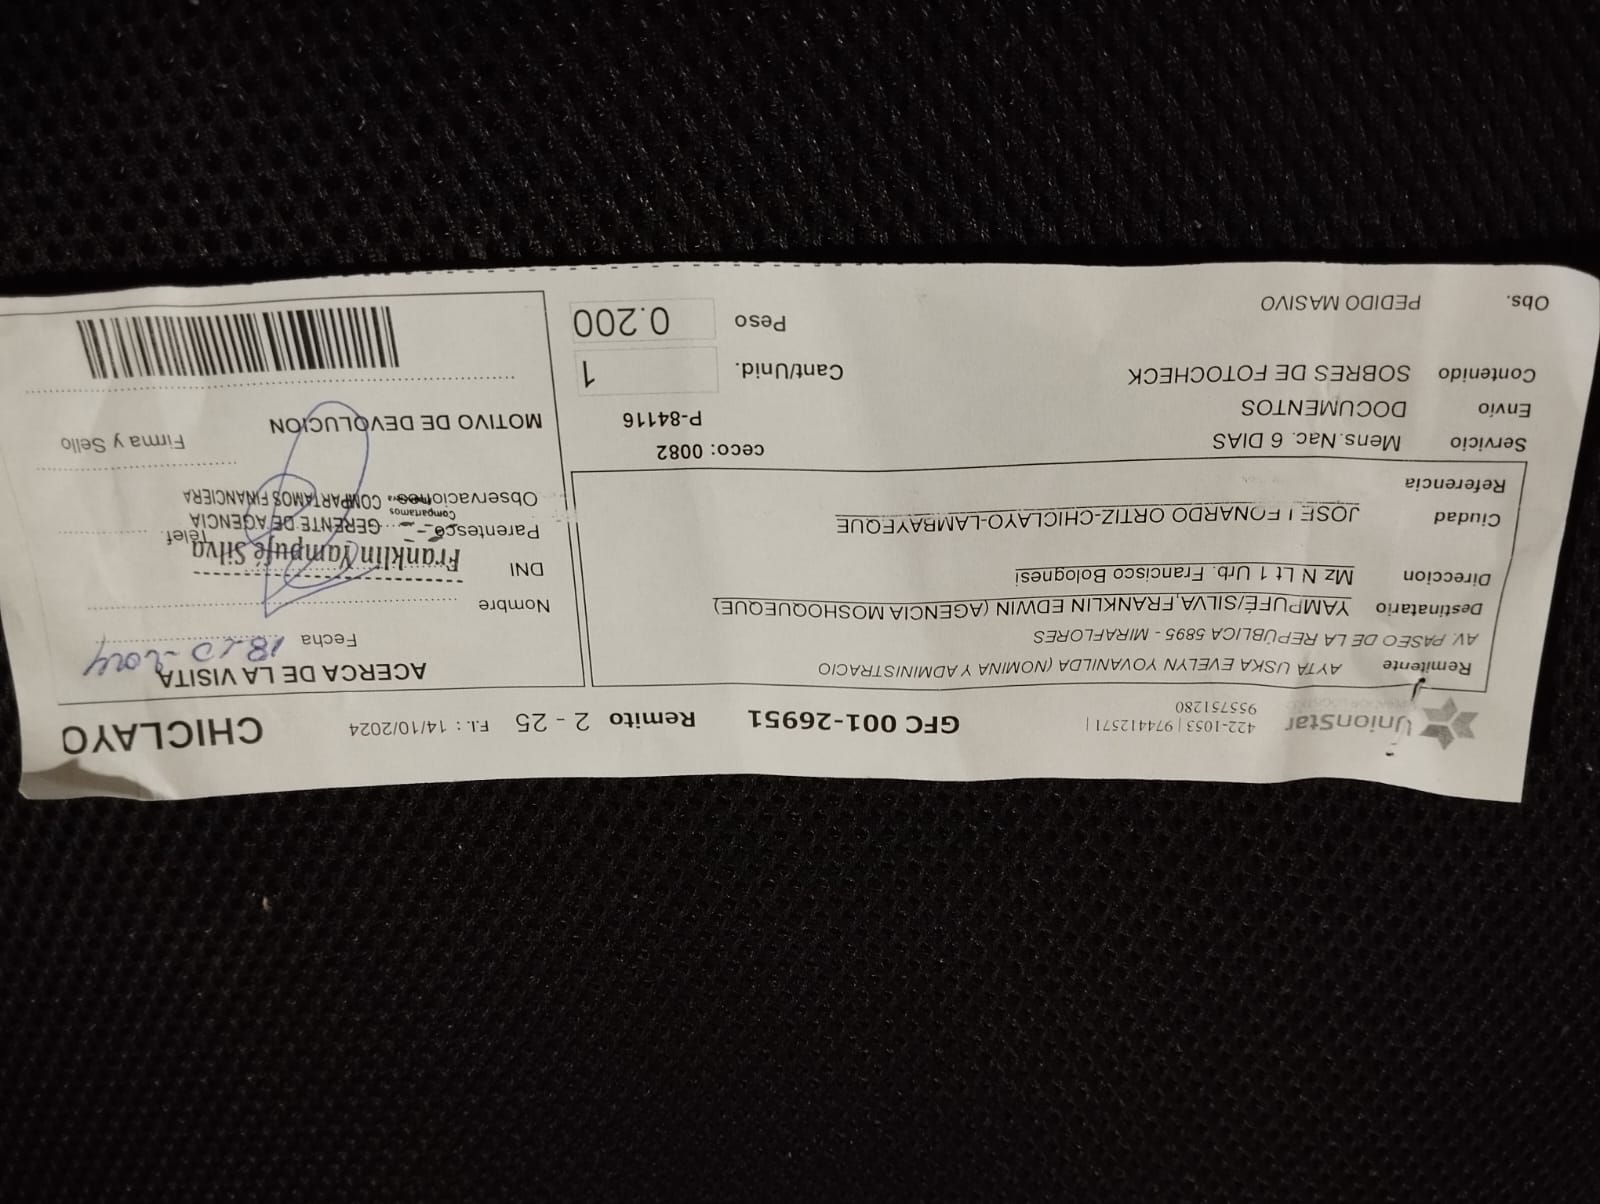 UnionStar
422-1053 | 974412571 |
955751280
GFC 001-26951
Remito 2 - 25
F.I. : 14/10/2024
CHICLAYO
Remitente AYTA USKA EVELYN YOVANILDA (NOMINA Y ADMINISTRACIO
AV. PASEO DE LA REPÚBLICA 5895 - MIRAFLORES
Destinatario YAMPUFÉ/SILVA,FRANKLIN EDWIN (AGENCIA MOSHOQUEQUE)
Direccion Mz N Lt 1 Urb. Francisco Bolognesi
Ciudad JOSE LEONARDO ORTIZ-CHICLAYO-LAMBAYEQUE
Referencia
Servicio Mens.Nac. 6 DIAS
ceco: 0082
Envio DOCUMENTOS
P-84116
Contenido SOBRES DE FOTOCHECK
Cant/Unid. 1
Obs. PEDIDO MASIVO
Peso 0.200
ACERCA DE LA VISITA
Fecha 18-10-2024
Nombre
DNI
Franklin Yampufé Silva
Parentesco
Telef.
GERENTE DE AGENCIA
Compartamos
Observaciones
COMPARTAMOS FINANCIERA
Firma y Sello
MOTIVO DE DEVOLUCION